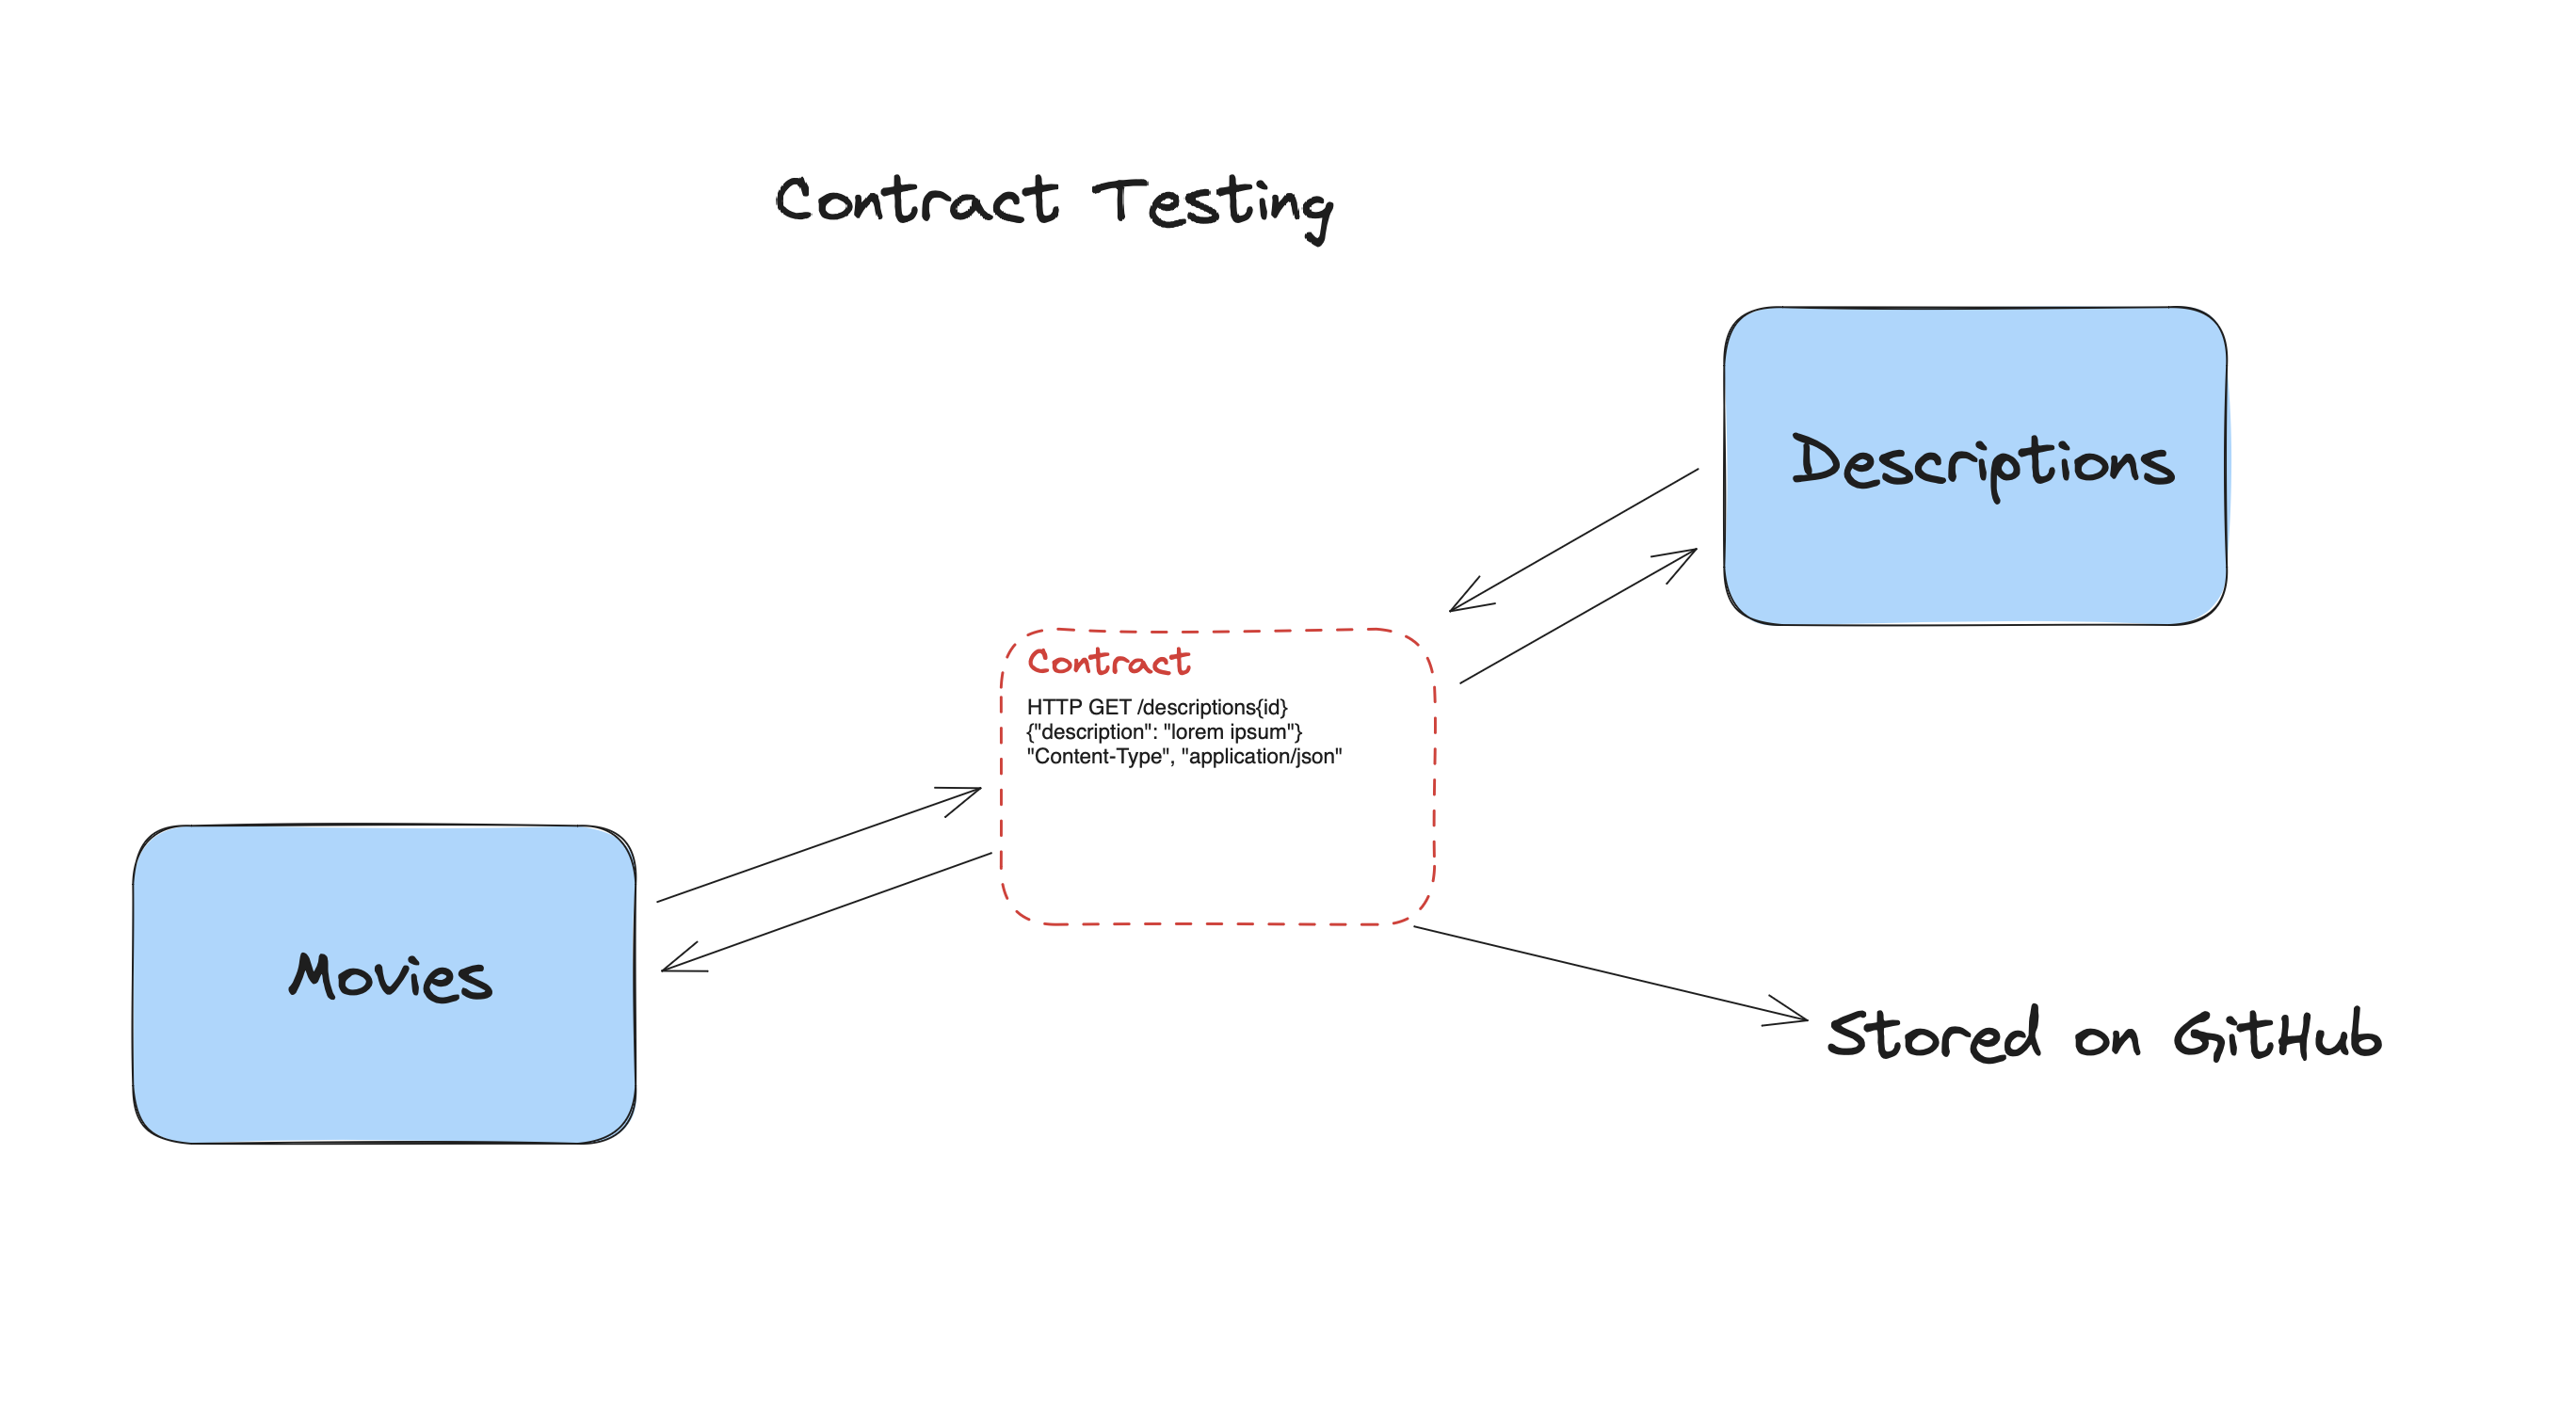 Contract Testing
Descriptions
Contract
HTTP GET /descriptions{id}
{"description": "lorem ipsum"}
"Content-Type", "application/json"
Movies
Stored on GitHub